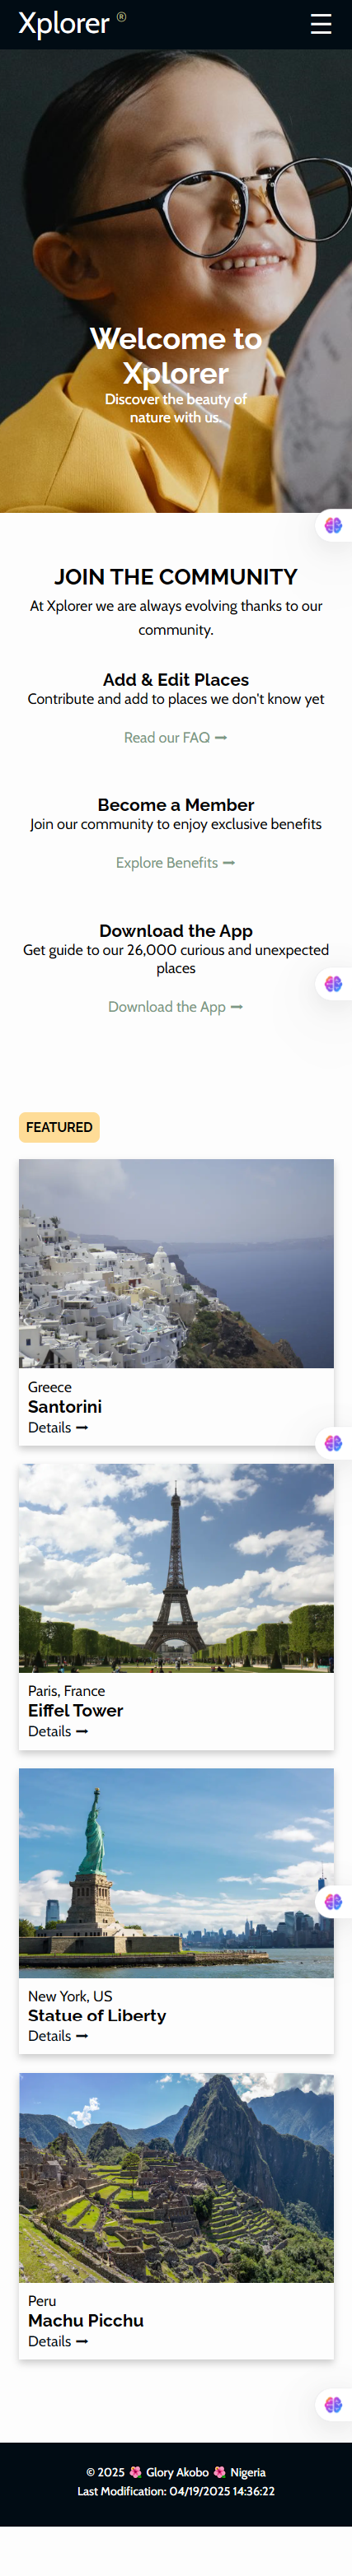 Xplorer ®
Welcome to
Xplorer
Discover the beauty of
nature with us.
JOIN THE COMMUNITY
At Xplorer we are always evolving thanks to our
community.
Add & Edit Places
Contribute and add to places we don't know yet
Read our FAQ ➞
Become a Member
Join our community to enjoy exclusive benefits
Explore Benefits ➞
Download the App
Get guide to our 26,000 curious and unexpected
places
Download the App ➞
FEATURED
Greece
Santorini
Details ➞
Paris, France
Eiffel Tower
Details ➞
New York, US
Statue of Liberty
Details ➞
Peru
Machu Picchu
Details ➞
© 2025 🌺 Glory Akobo 🌺 Nigeria
Last Modification: 04/19/2025 14:36:22